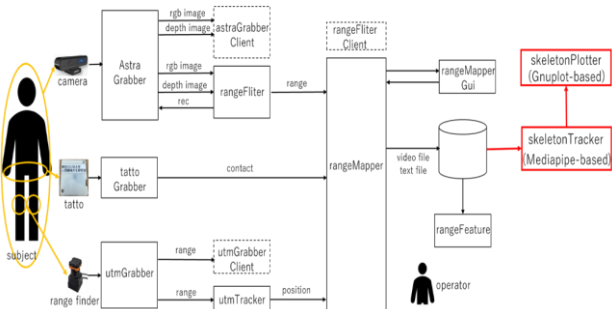 rgb image
depth image
astraGrabber
Client
rangeFliter
Client
Astra
Grabber
camera
rgb image
depth image
rec
rangeFliter
range
rangeMapper
Gui
skeletonPlotter
(Gnuplot-based)
skeletonTracker
(Mediapipe-based)
tatto
tatto
Grabber
contact
rangeMapper
video file
text file
rangeFeature
subject
range finder
utmGrabber
range
utmGrabber
Client
range
utmTracker
position
operator